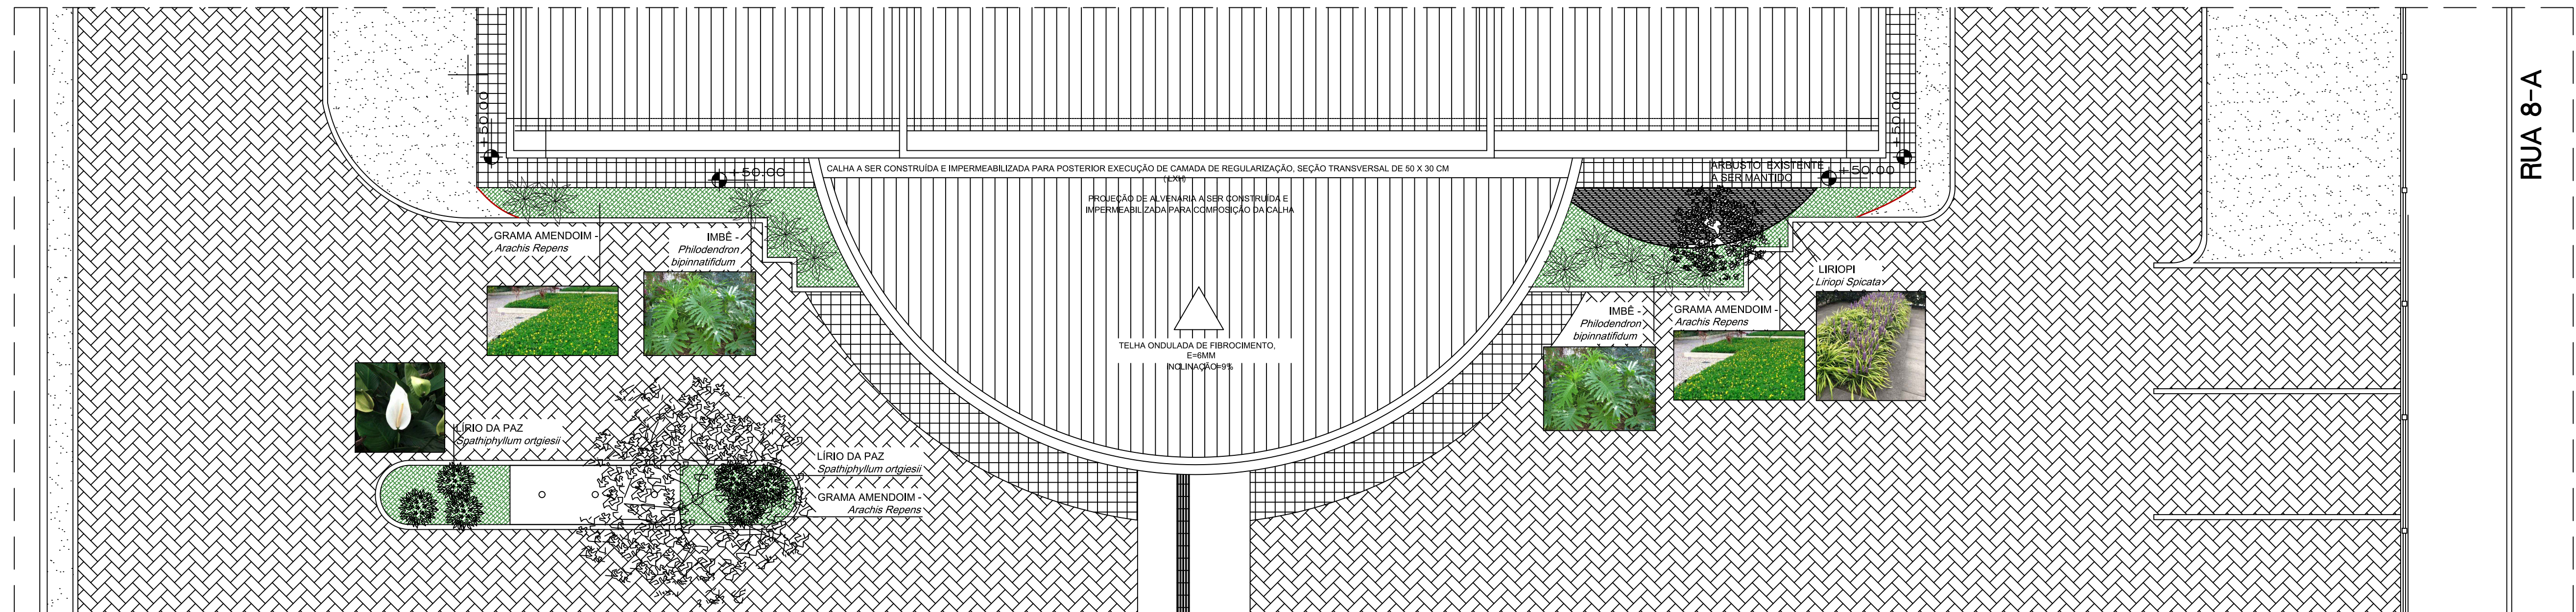 RUA 8-A
+50.00
+50.00
CALHA A SER CONSTRUÍDA E IMPERMEABILIZADA PARA POSTERIOR EXECUÇÃO DE CAMADA DE REGULARIZAÇÃO, SEÇÃO TRANSVERSAL DE 50 X 30 CM
(LXH)
PROJEÇÃO DE ALVENARIA A SER CONSTRUÍDA E
IMPERMEABILIZADA PARA COMPOSIÇÃO DA CALHA
ARBUSTO EXISTENTE
A SER MANTIDO
+50.00
+50.00
GRAMA AMENDOIM -
Arachis Repens
IMBÊ -
Philodendron
bipinnatifidum
LIRIOPI
Liriopi Spicata
IMBÊ -
Philodendron
bipinnatifidum
GRAMA AMENDOIM -
Arachis Repens
TELHA ONDULADA DE FIBROCIMENTO,
E=6MM
INCLINAÇÃO=9%
LÍRIO DA PAZ
Spathiphyllum ortgiesii
LÍRIO DA PAZ
Spathiphyllum ortgiesii
GRAMA AMENDOIM -
Arachis Repens